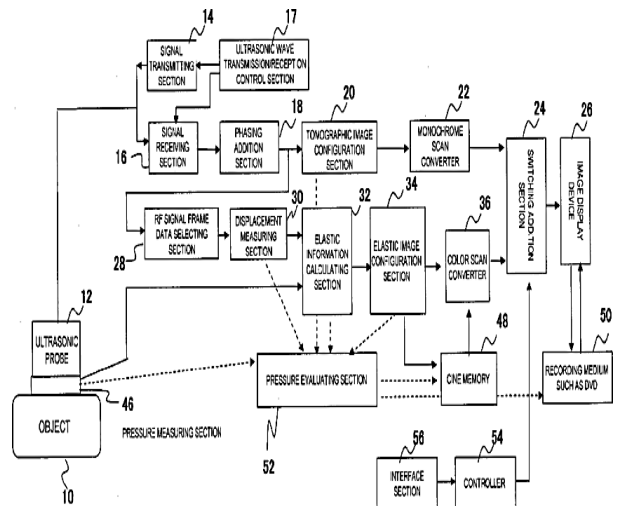 14
17
SIGNAL
TRANSMITTING
SECTION
ULTRASONIC WAVE
TRANSMISSION/RECEPTION
CONTROL SECTION
16
SIGNAL
RECEIVING
SECTION
18
PHASING
ADDITION
SECTION
20
TONOGRAPHIC IMAGE
CONFIGURATION
SECTION
22
MONOCHROME
SCAN
CONVERTER
24
SWITCHING ADDITION
SECTION
26
IMAGE DISPLAY
DEVICE
28
RF SIGNAL FRAME
DATA SELECTING
SECTION
30
DISPLACEMENT
MEASURING
SECTION
32
ELASTIC
INFORMATION
CALCULATING
SECTION
34
ELASTIC IMAGE
CONFIGURATION
SECTION
36
COLOR SCAN
CONVERTER
12
ULTRASONIC
PROBE
46
OBJECT
10
PRESSURE MEASURING SECTION
PRESSURE EVALUATING SECTION
52
48
CINE MEMORY
50
RECORDING MEDIUM
SUCH AS DVD
56
INTERFACE
SECTION
54
CONTROLLER